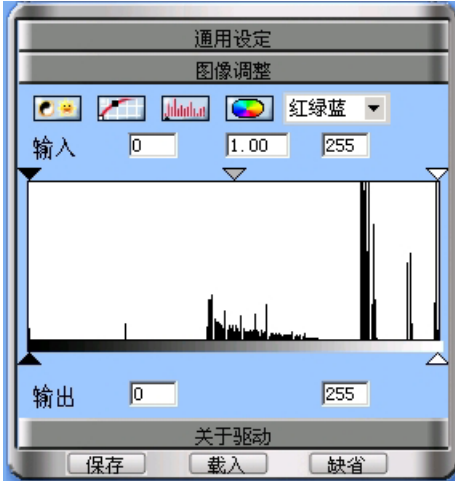 通用设定
图像调整
红绿蓝
输入 0 1.00 255
输出 0 255
关于驱动
保存 载入 缺省